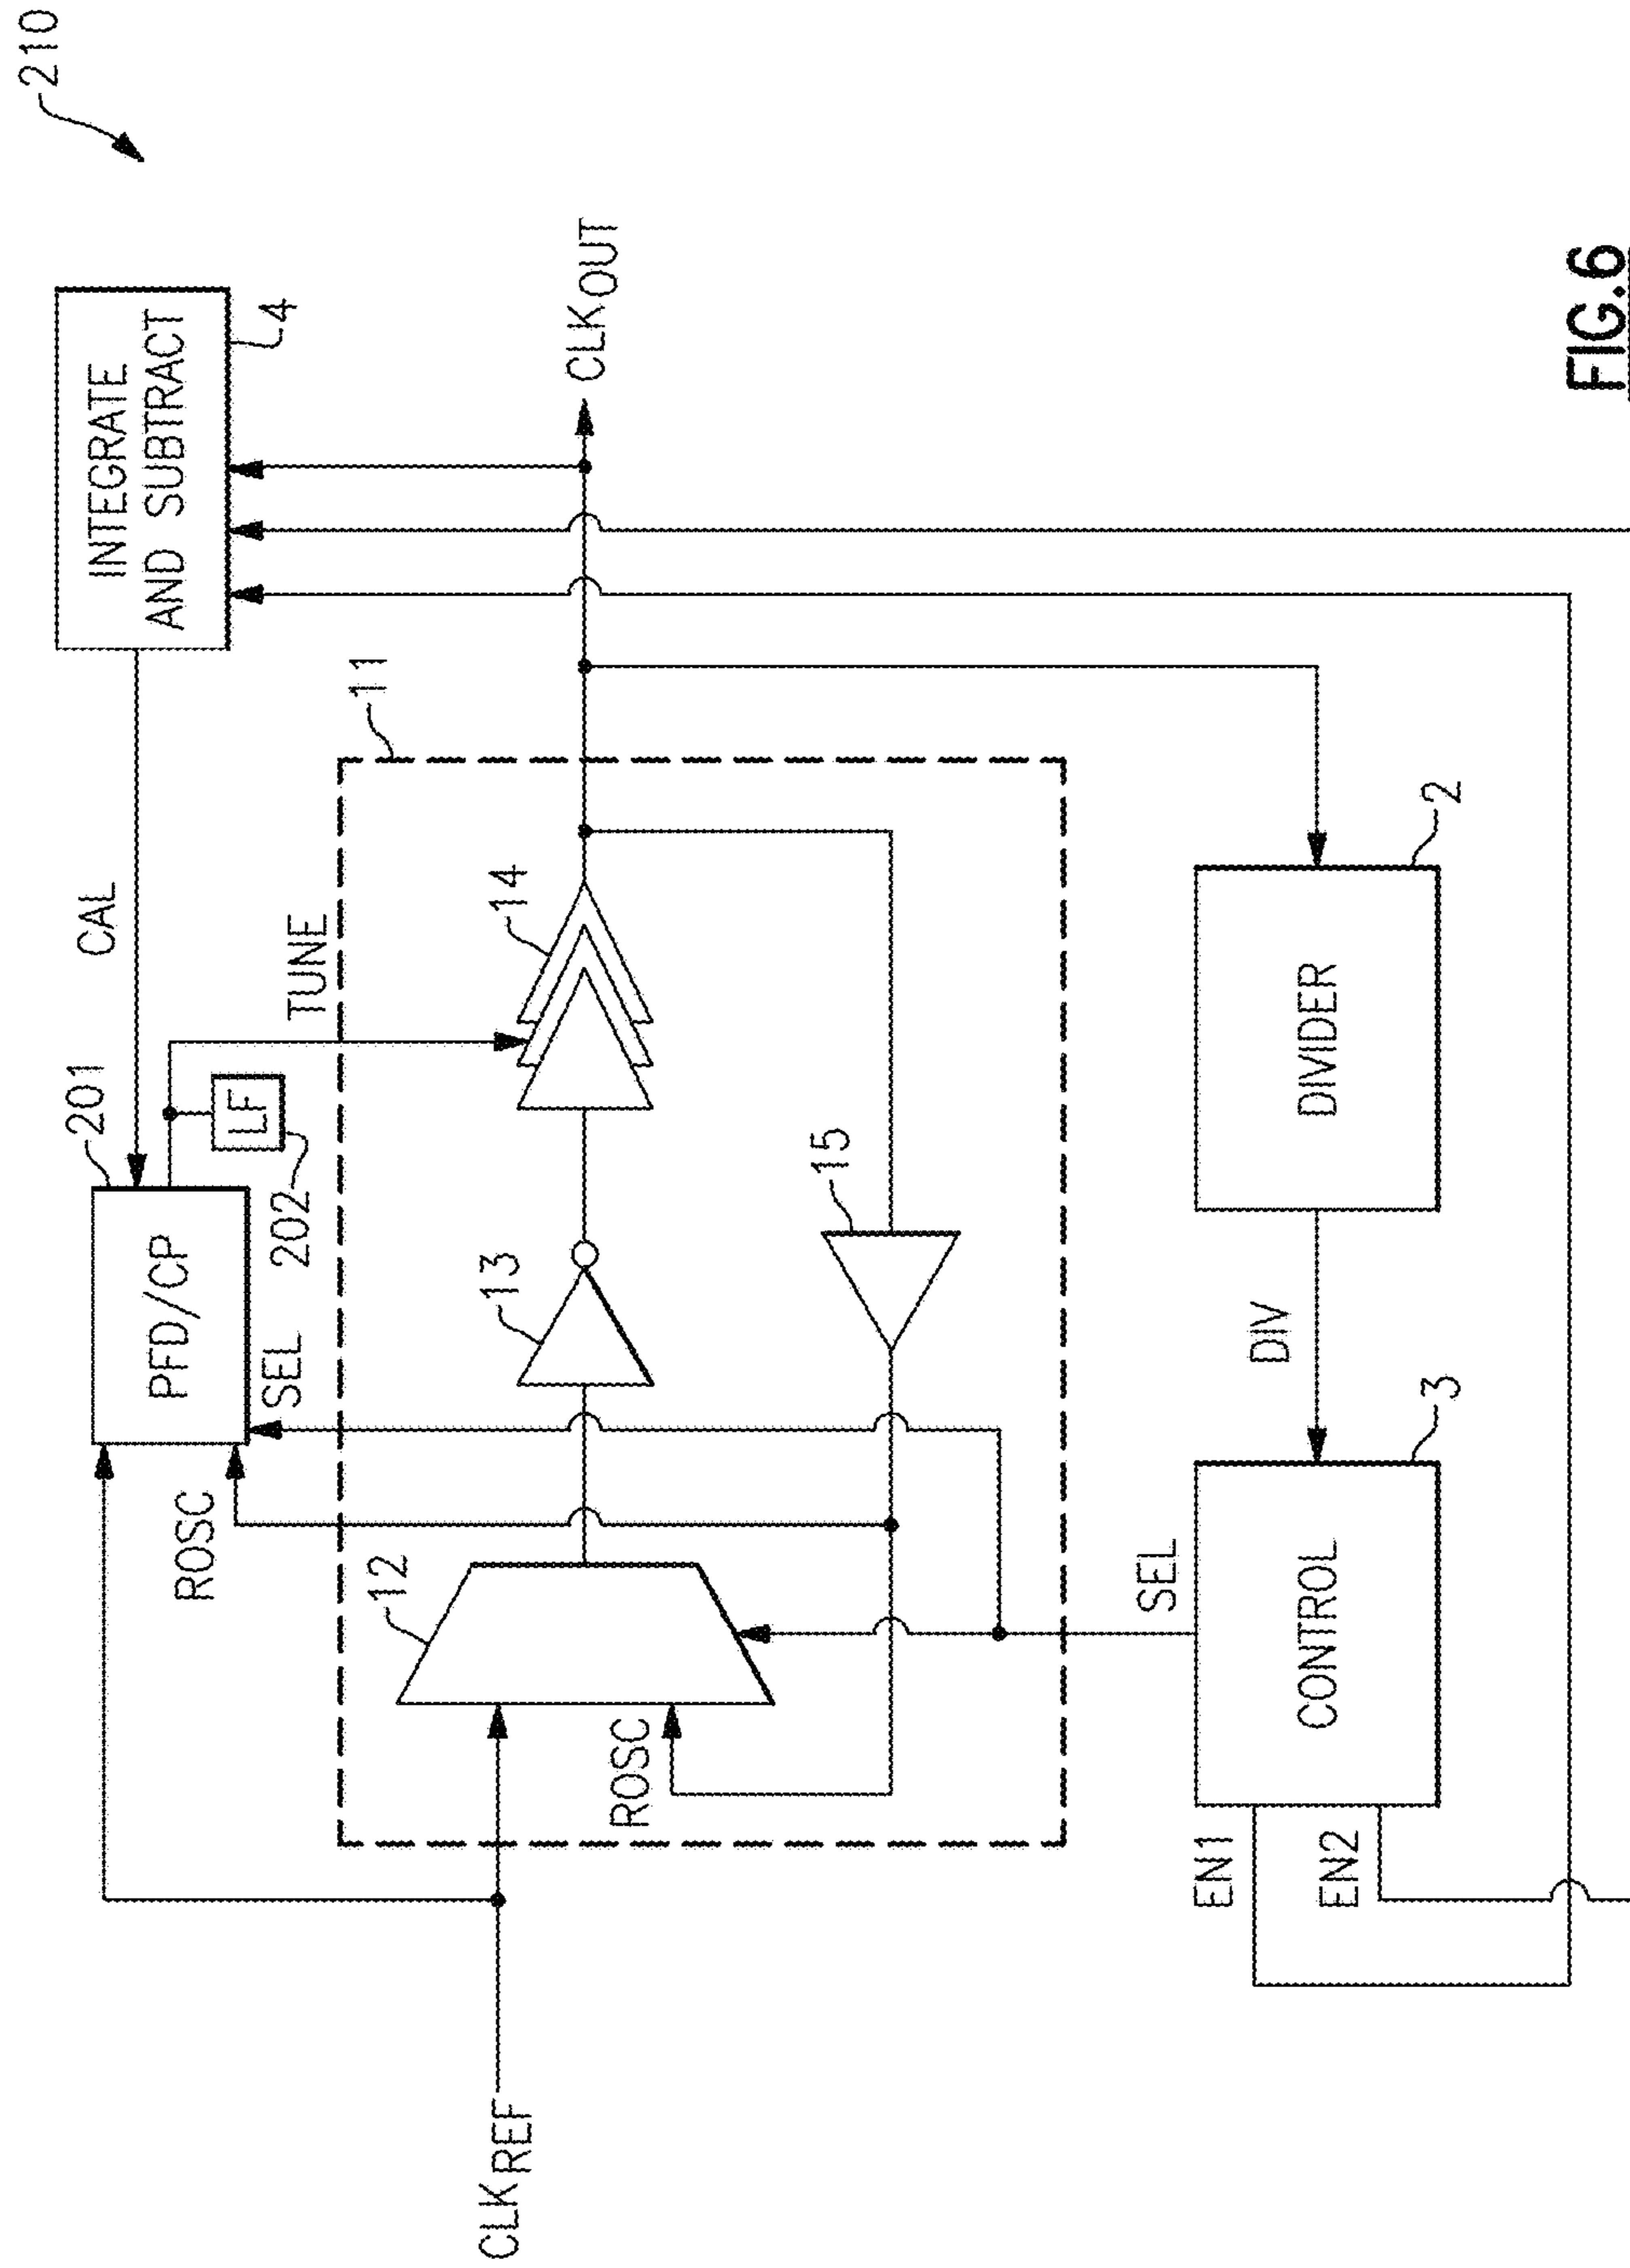 210
INTEGRATE
AND SUBTRACT
4
CAL
201
PFD/CP
LF
202
TUNE
SEL
ROSC
11
12
13
14
15
ROSC
CLKREF
CLKOUT
SEL
CONTROL
3
DIV
DIVIDER
2
EN1
EN2
FIG.6